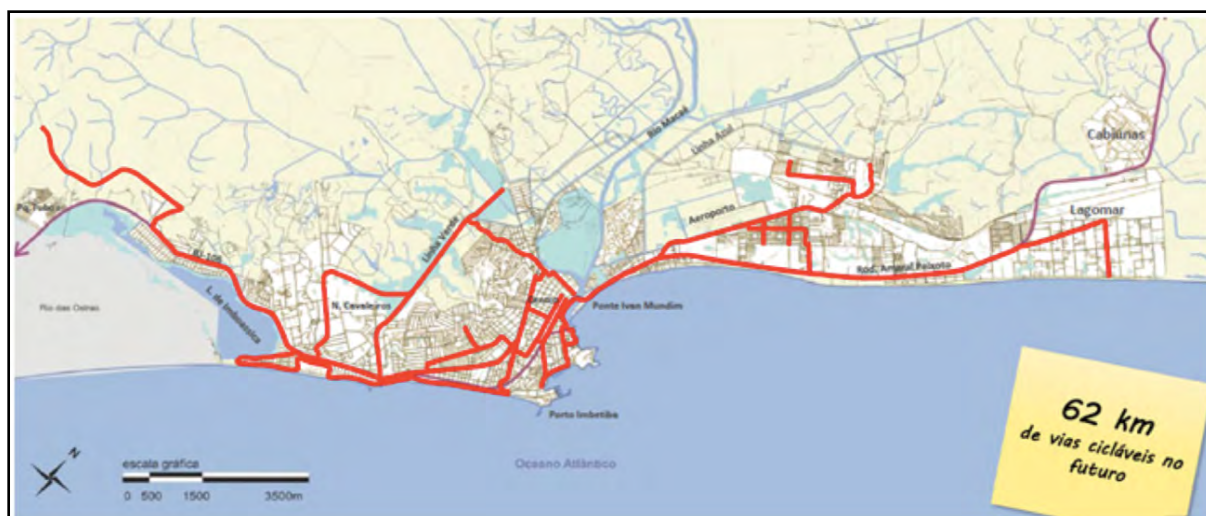 Cabiúnas
Rio Macaé
Linha Azul
Lagomar
Aeroporto
Linha Verde
RJ-106
Rod. Amaral Peixoto
N. Cavaleiros
L. de Imboassica
Rio das Ostras
Ponte Ivan Mundim
Porto Imbetiba
62 km
de vias cicláveis no
futuro
N
escala gráfica
0 500 1500 3500m
Oceano Atlântico